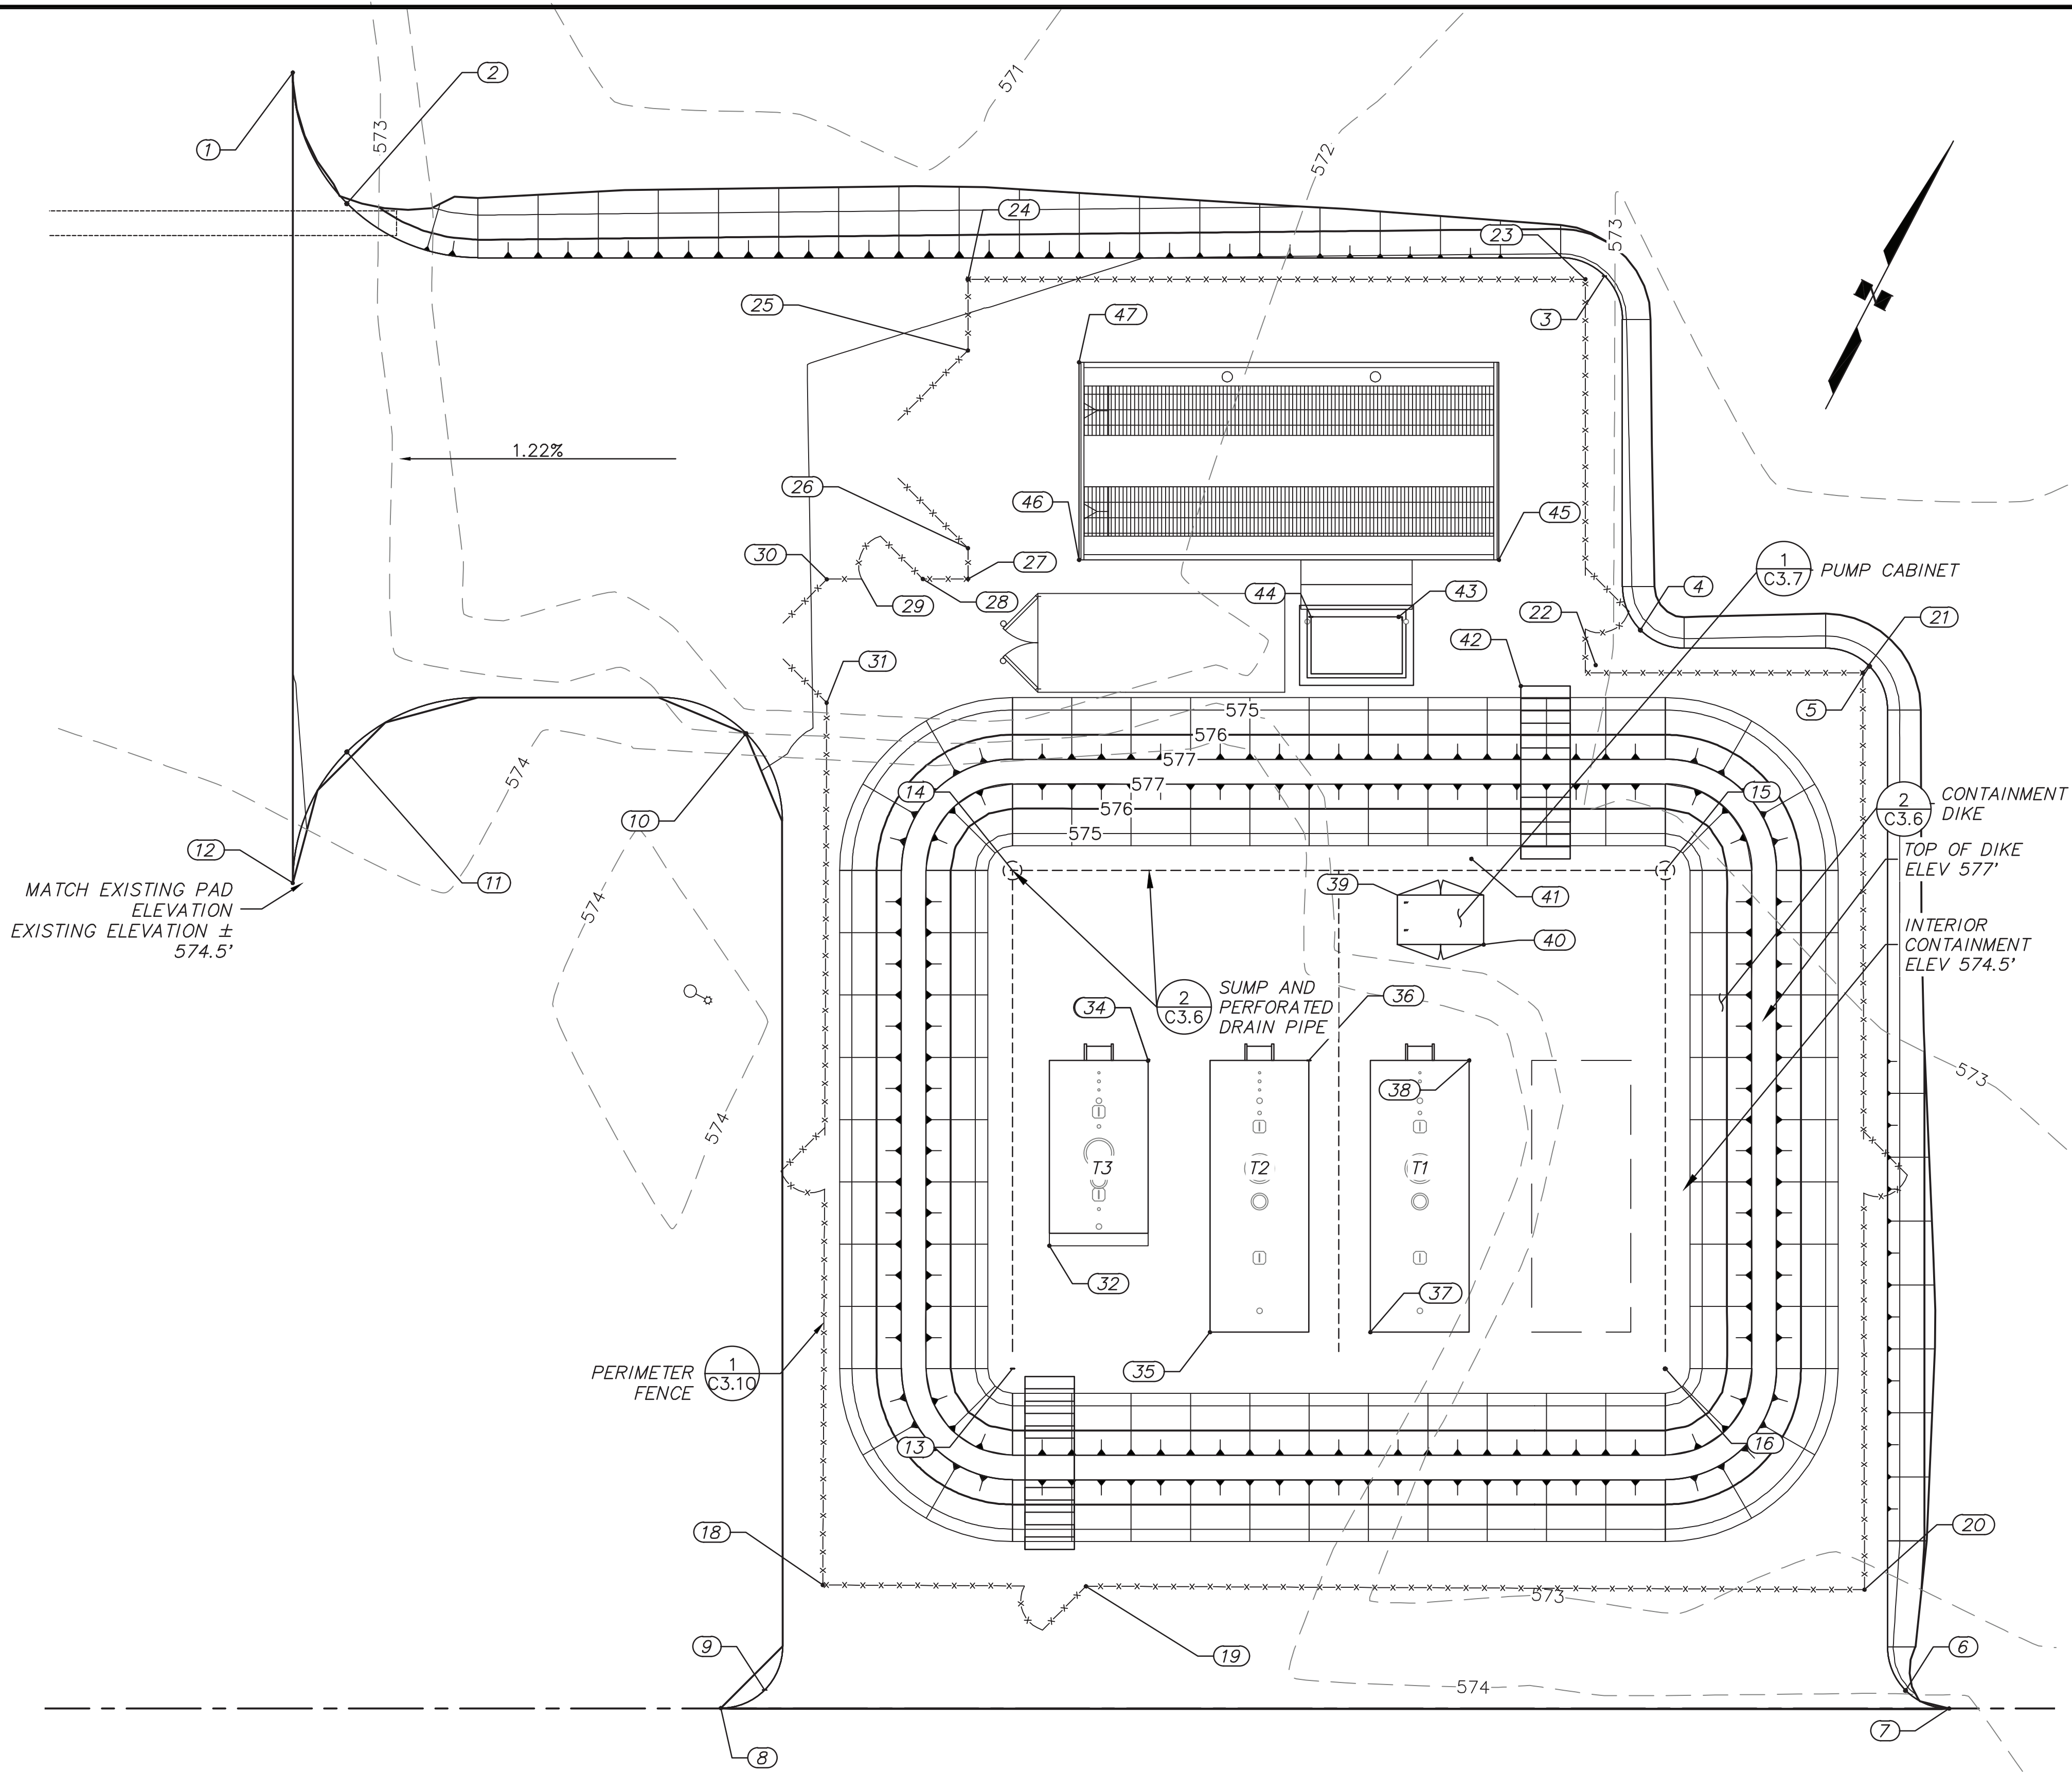 571
2
573
1
572
24
23
573
25
47
3
1.22%
26
46
45
30
27
1
C3.7
PUMP CABINET
29
28
44
43
22
4
21
42
31
575
5
576
577
574
14
577
15
2
C3.6
CONTAINMENT
DIKE
10
576
575
12
TOP OF DIKE
ELEV 577'
11
39
41
MATCH EXISTING PAD
ELEVATION
EXISTING ELEVATION ±
574.5'
574
40
INTERIOR
CONTAINMENT
ELEV 574.5'
2
C3.6
SUMP AND
PERFORATED
DRAIN PIPE
34
36
573
38
574
T3
T2
T1
32
37
PERIMETER
FENCE
1
C3.10
35
13
16
18
20
573
9
19
6
574
7
8
N